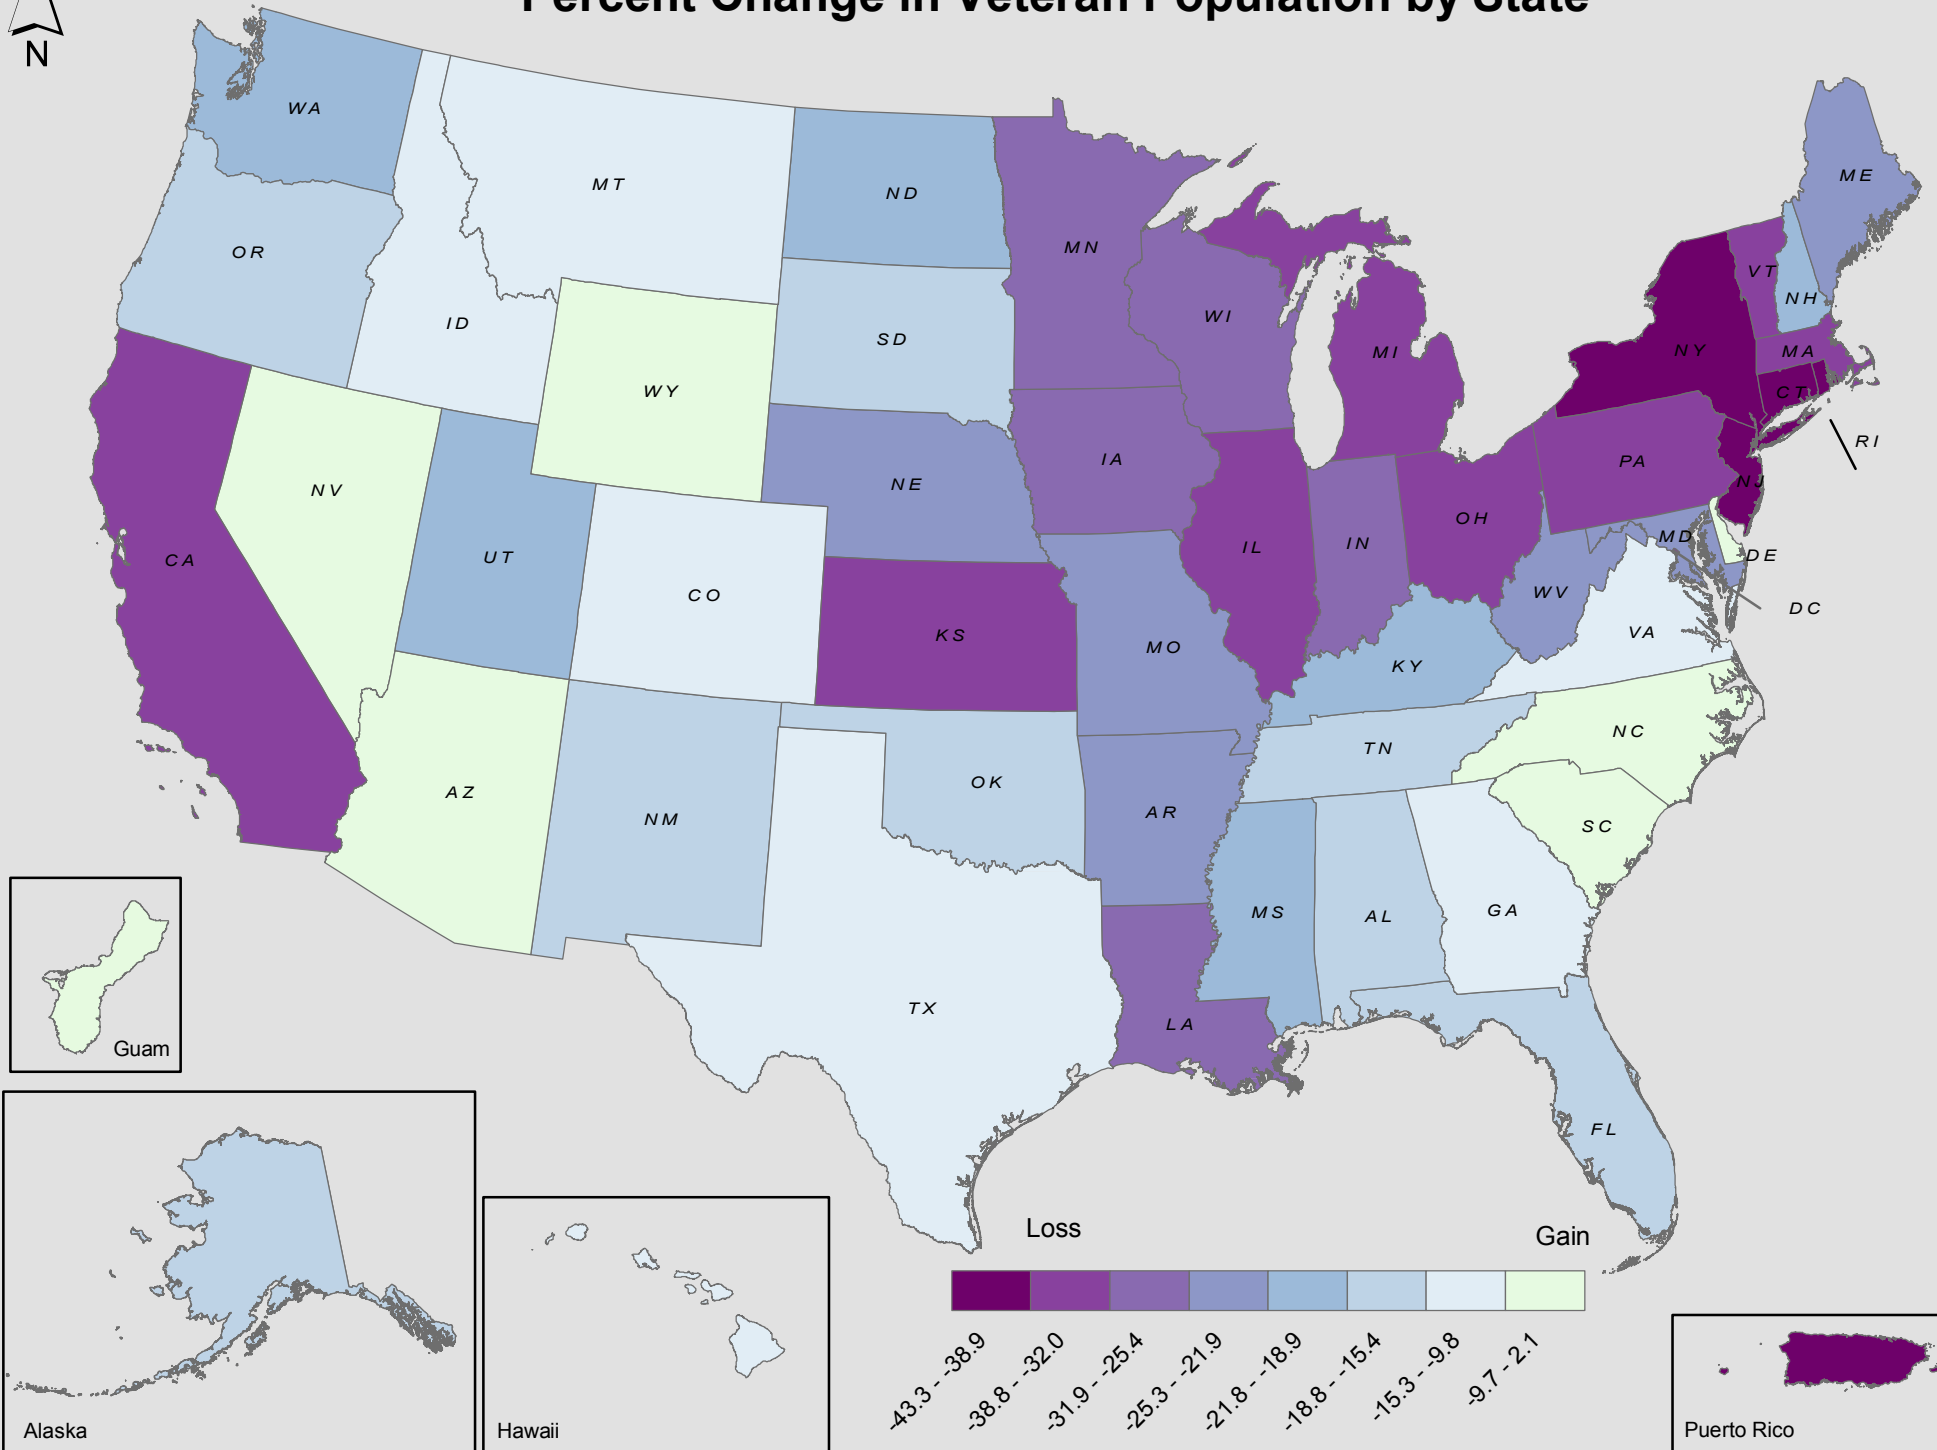 Percent Change in Veteran Population by State
N
WA
MT
ND
MN
ME
OR
ID
SD
WI
MI
NY
VT
NH
MA
CT
RI
WY
NE
IA
PA
NJ
NV
UT
CO
KS
MO
IL
IN
OH
WV
MD
DE
DC
VA
KY
CA
AZ
NM
OK
AR
TN
NC
SC
TX
LA
MS
AL
GA
FL
Guam
Alaska
Hawaii
Puerto Rico
Loss
Gain
-43.3 - -38.9
-38.8 - -32.0
-31.9 - -25.4
-25.3 - -21.9
-21.8 - -18.9
-18.8 - -15.4
-15.3 - -9.8
-9.7 - 2.1